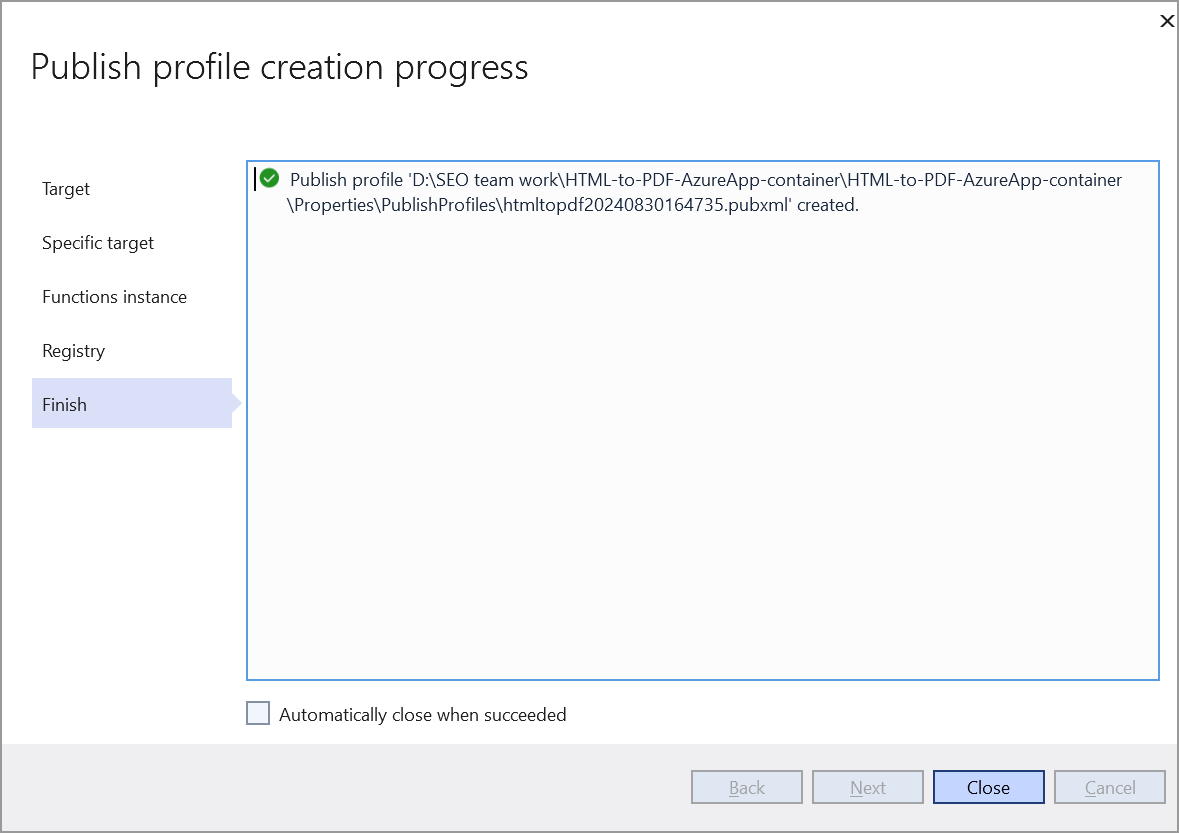 Publish profile creation progress
Target
Specific target
Functions instance
Registry
Finish
Publish profile 'D:\SEO team work\HTML-to-PDF-AzureApp-container\HTML-to-PDF-AzureApp-container
\Properties\PublishProfiles\htmltopdf20240830164735.pubxml' created.
Automatically close when succeeded
Back
Next
Close
Cancel